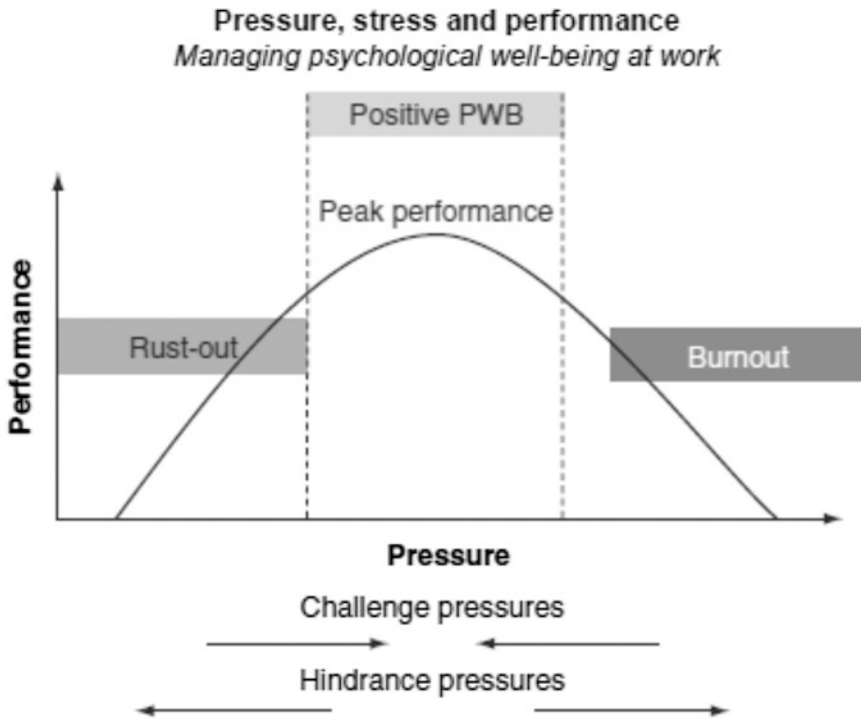 Pressure, stress and performance
Managing psychological well-being at work
Positive PWB
Peak performance
Performance
Rust-out
Burnout
Pressure
Challenge pressures
Hindrance pressures